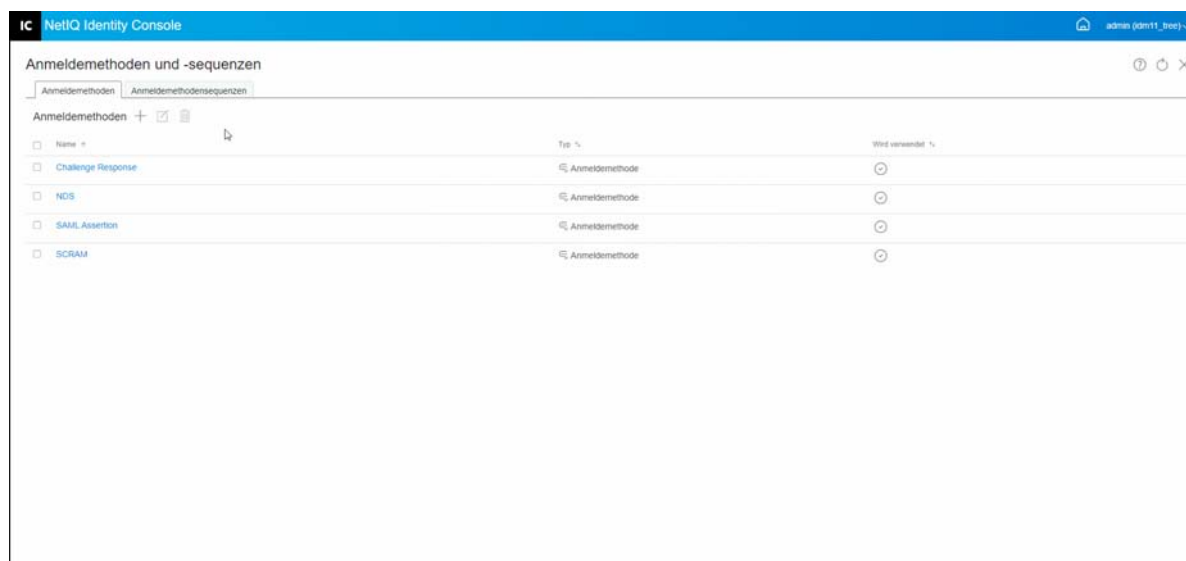 IC NetIQ Identity Console admin (idm11_tree)
Anmeldemethoden und -sequenzen
Anmeldemethoden Anmeldemethodensequenzen
Anmeldemethoden
Name Typ Wird verwendet
Challenge Response Anmeldemethode
NDS Anmeldemethode
SAML Assertion Anmeldemethode
SCRAM Anmeldemethode